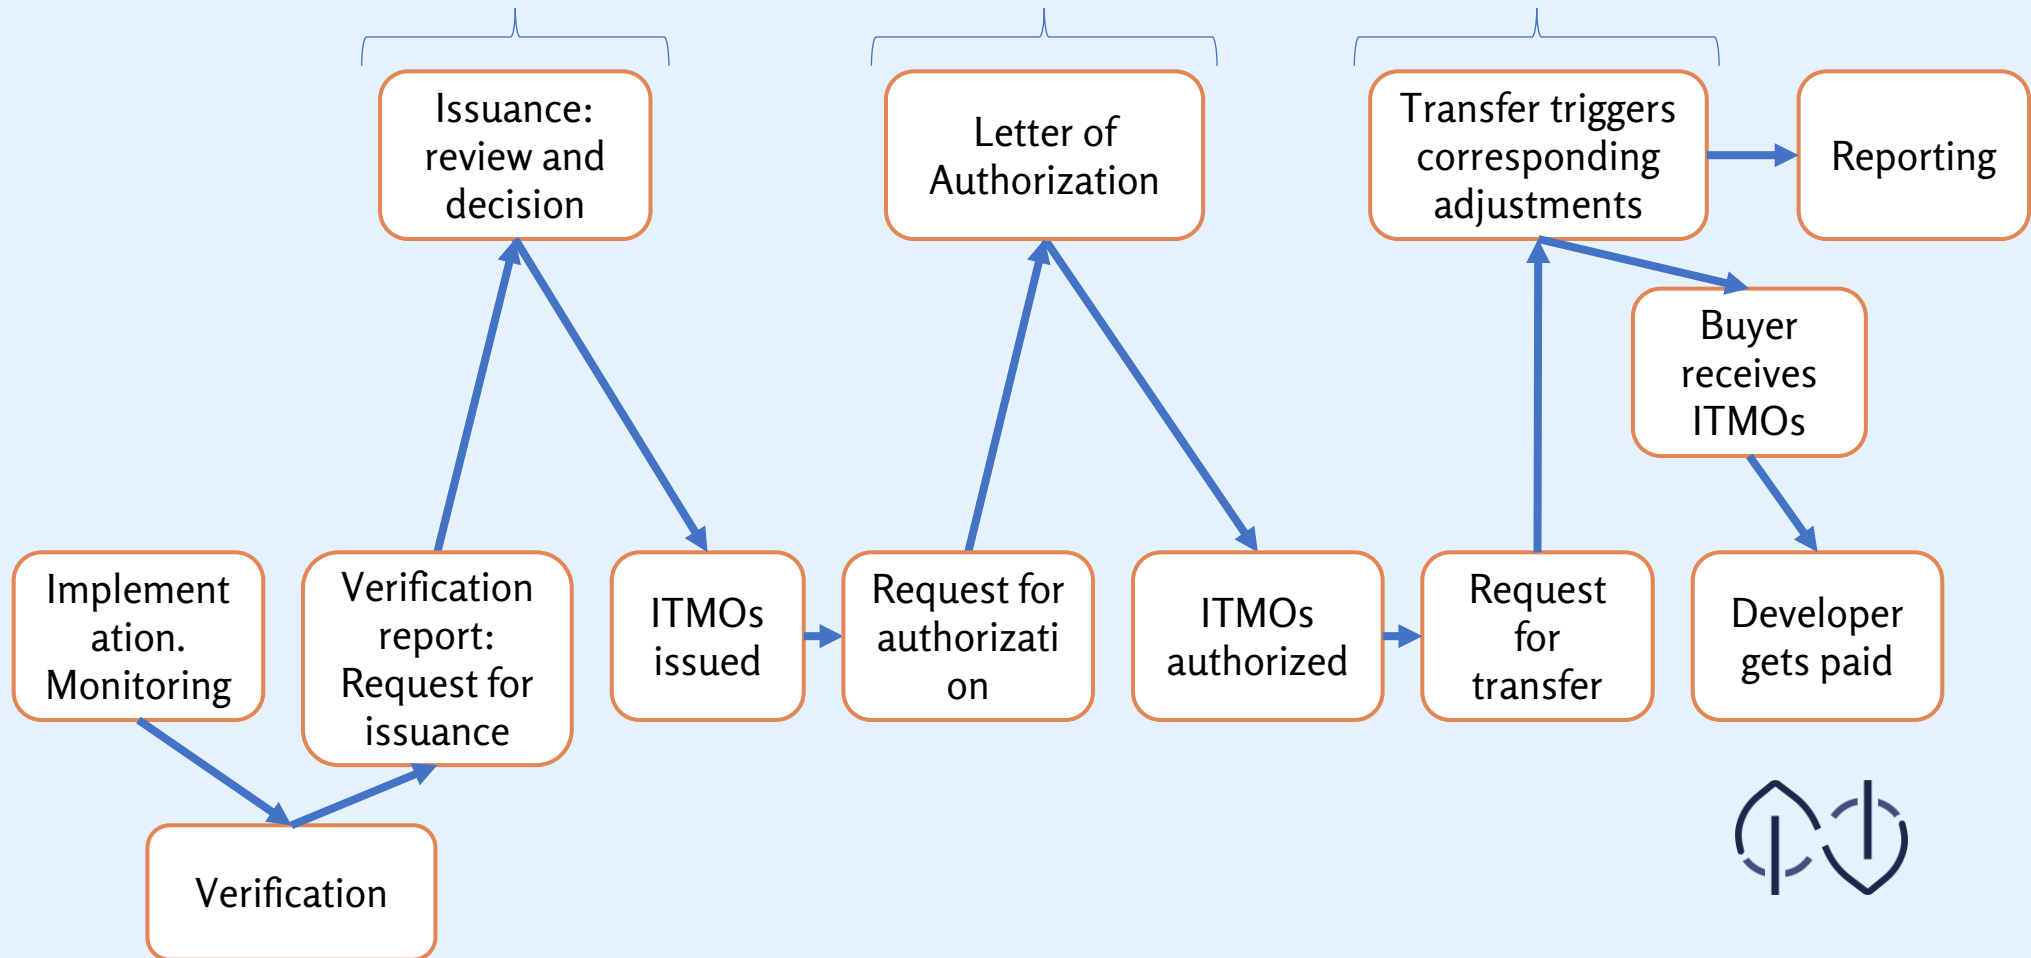 Issuance:
review and
decision
Letter of
Authorization
Transfer triggers
corresponding
adjustments
Reporting
Buyer
receives
ITMOs
Implement
ation.
Monitoring
Verification
report:
Request for
issuance
ITMOs
issued
Request for
authorizati
on
ITMOs
authorized
Request
for
transfer
Developer
gets paid
Verification